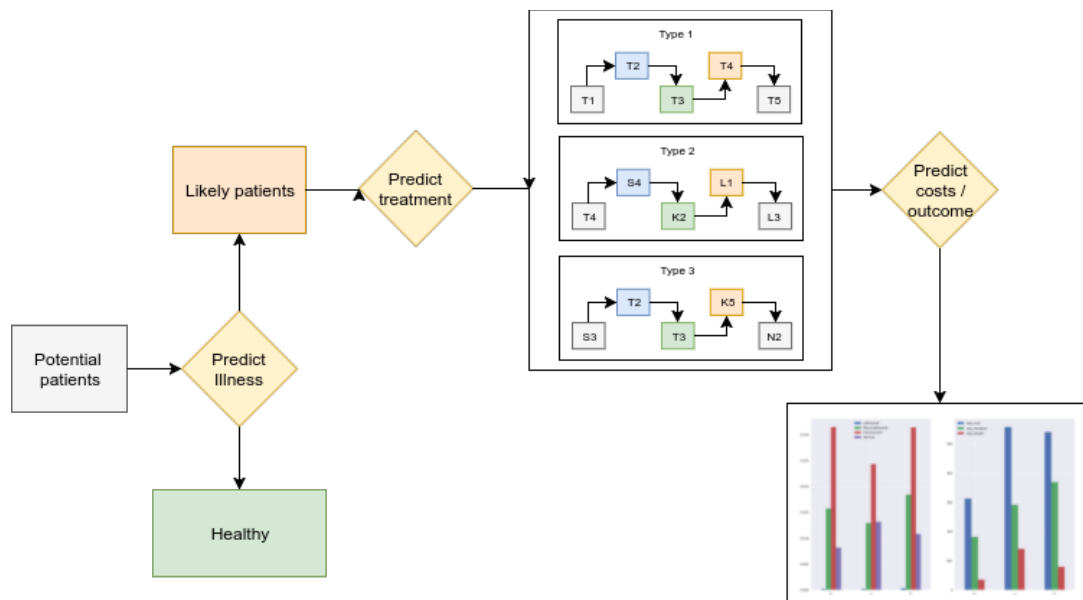 Type 1
T2
T4
T1
T3
T5
Type 2
S4
L1
T4
K2
L3
Type 3
T2
K5
S3
T3
N2
Likely patients
Predict
treatment
Predict
costs /
outcome
Potential
patients
Predict
Illness
Healthy